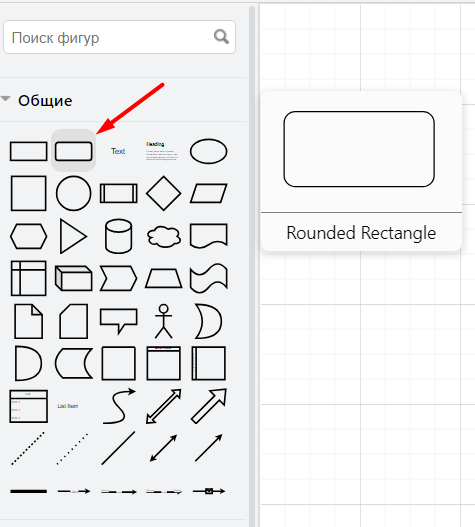 Поиск фигур
Общие
Text
Heading
Rounded Rectangle
List Item